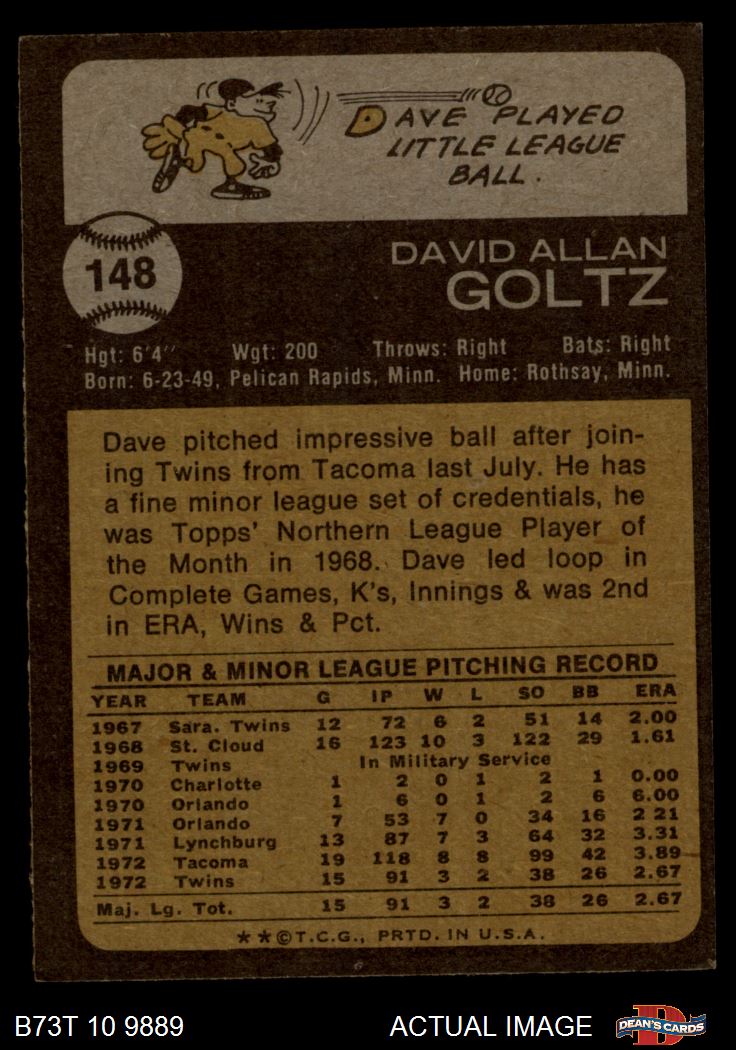 DAVE PLAYED
LITTLE LEAGUE
BALL.
148
DAVID ALLAN
GOLTZ
Hgt: 6'4" Wgt: 200 Throws: Right Bats: Right
Born: 6-23-49, Pelican Rapids, Minn. Home: Rothsay, Minn.
Dave pitched impressive ball after join-
ing Twins from Tacoma last July. He has
a fine minor league set of credentials, he
was Topps' Northern League Player of
the Month in 1968. Dave led loop in
Complete Games, K's, Innings & was 2nd
in ERA, Wins & Pct.
MAJOR & MINOR LEAGUE PITCHING RECORD
YEAR TEAM G IP W L SO BB ERA
1967 Sara. Twins 12 72 6 2 51 14 2.00
1968 St. Cloud 16 123 10 3 122 29 1.61
1969 Twins In Military Service
1970 Charlotte 1 2 0 1 2 1 0.00
1970 Orlando 1 6 0 1 2 6 6.00
1971 Orlando 7 53 7 0 34 16 2 21
1971 Lynchburg 13 87 7 3 64 32 3.31
1972 Tacoma 19 118 8 8 99 42 3.89
1972 Twins 15 91 3 2 38 26 2.67
Maj. Lg. Tot. 15 91 3 2 38 26 2.67
**©T.C.G., PRTD. IN U.S.A.
B73T 10 9889 ACTUAL IMAGE
DEAN'S CARDS